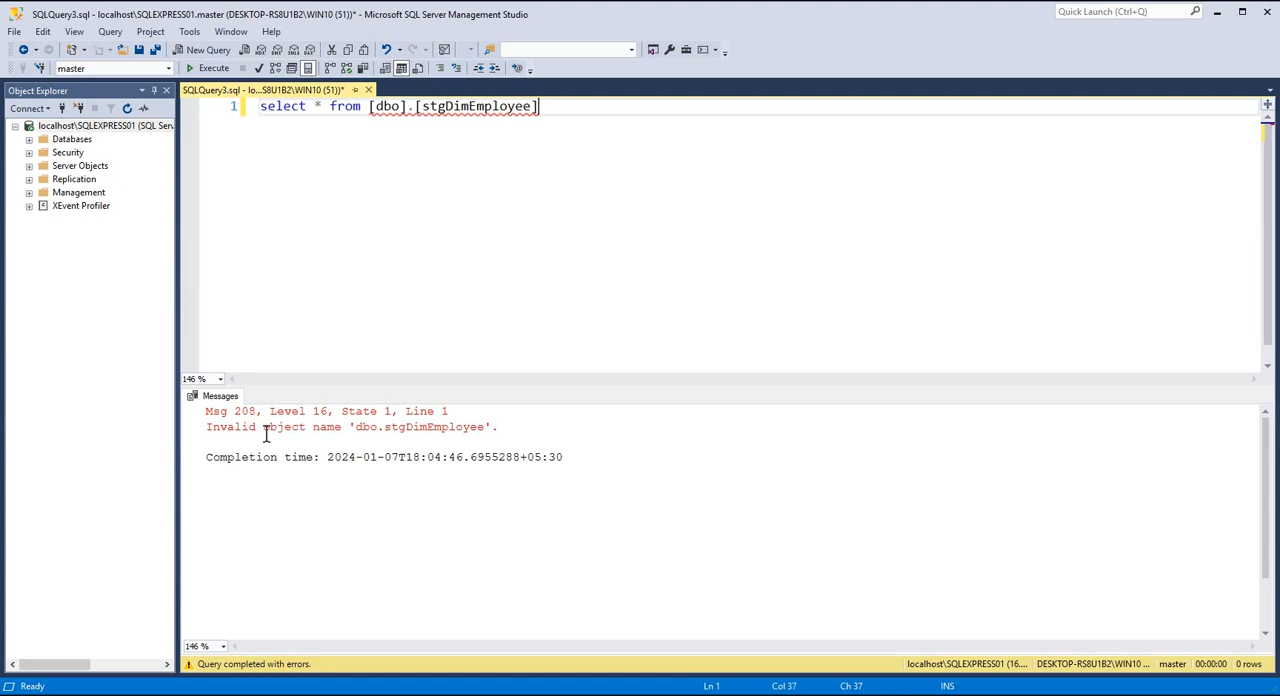 SQLQuery3.sql - localhost\SQLEXPRESS01.master (DESKTOP-RS8U1B2\WIN10 (51))* - Microsoft SQL Server Management Studio
Quick Launch (Ctrl+Q)
File Edit View Query Project Tools Window Help
New Query
master
Execute
Object Explorer
SQLQuery3.sql - lo...S8U1B2\WIN10 (51))*
Connect
1 select * from [dbo].[stgDimEmployee]
localhost\SQLEXPRESS01 (SQL Serv
Databases
Security
Server Objects
Replication
Management
XEvent Profiler
146 %
Messages
Msg 208, Level 16, State 1, Line 1
Invalid object name 'dbo.stgDimEmployee'.
Completion time: 2024-01-07T18:04:46.6955288+05:30
146 %
Query completed with errors.
localhost\SQLEXPRESS01 (16.... DESKTOP-RS8U1B2\WIN10 ... master 00:00:00 0 rows
Ready
Ln 1 Col 37 Ch 37 INS